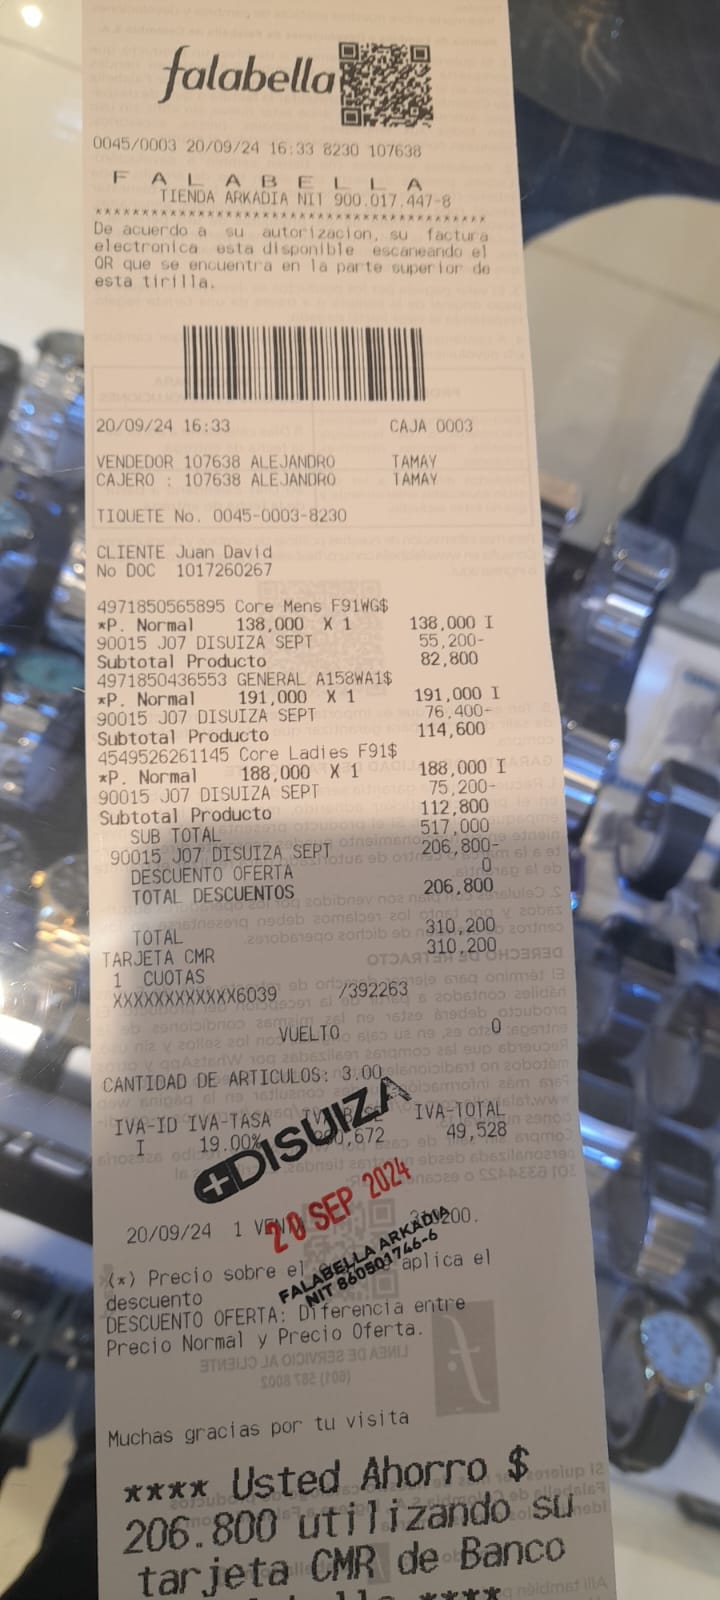 falabella
0045/0003 20/09/24 16:33 8230 107638
F A L A B E L L A
TIENDA ARKADIA NIT 900.017.447-8
*************************************************
De acuerdo a su autorizacion, su factura
electronica esta disponible escaneando el
QR que se encuentra en la parte superior de
esta tirilla.
20/09/24 16:33 CAJA 0003
VENDEDOR 107638 ALEJANDRO TAMAY
CAJERO : 107638 ALEJANDRO TAMAY
TIQUETE No. 0045-0003-8230
CLIENTE Juan David
No DOC 1017260267
4971850565895 Core Mens F91WG$
*P. Normal 138,000 X 1 138,000 I
90015 J07 DISUIZA SEPT 55,200-
Subtotal Producto 82,800
4971850436553 GENERAL A158WA1$
*P. Normal 191,000 X 1 191,000 I
90015 J07 DISUIZA SEPT 76,400-
Subtotal Producto 114,600
4549526261145 Core Ladies F91$
*P. Normal 188,000 X 1 188,000 I
90015 J07 DISUIZA SEPT 75,200-
Subtotal Producto 112,800
SUB TOTAL 517,000
90015 J07 DISUIZA SEPT 206,800-
DESCUENTO OFERTA 0
TOTAL DESCUENTOS 206,800
TOTAL 310,200
TARJETA CMR 310,200
1 CUOTAS
XXXXXXXXXXXX6039 /392263
VUELTO 0
CANTIDAD DE ARTICULOS: 3.00
IVA-ID IVA-TASA IVA-TOTAL
I 19.00% 49,528
DISUIZA
20 SEP 2024
20/09/24 1
FALABELLA ARKADIA
NIT 860501746-6
(*) Precio sobre el aplica el
descuento
DESCUENTO OFERTA: Diferencia entre
Precio Normal y Precio Oferta.
Muchas gracias por tu visita
**** Usted Ahorro $
206.800 utilizando su
tarjeta CMR de Banco